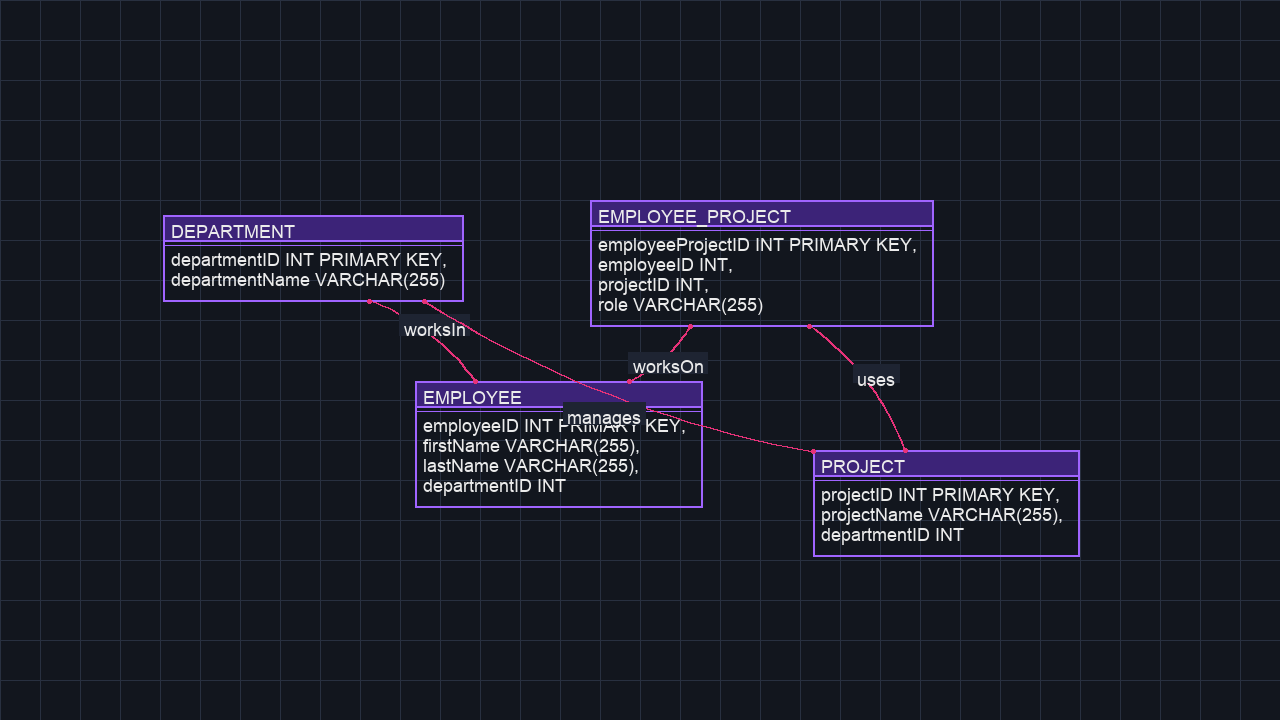 DEPARTMENT
departmentID INT PRIMARY KEY,
departmentName VARCHAR(255)
EMPLOYEE_PROJECT
employeeProjectID INT PRIMARY KEY,
employeeID INT,
projectID INT,
role VARCHAR(255)
worksIn
worksOn
uses
EMPLOYEE
manages
employeeID INT PRIMARY KEY,
firstName VARCHAR(255),
lastName VARCHAR(255),
departmentID INT
PROJECT
projectID INT PRIMARY KEY,
projectName VARCHAR(255),
departmentID INT